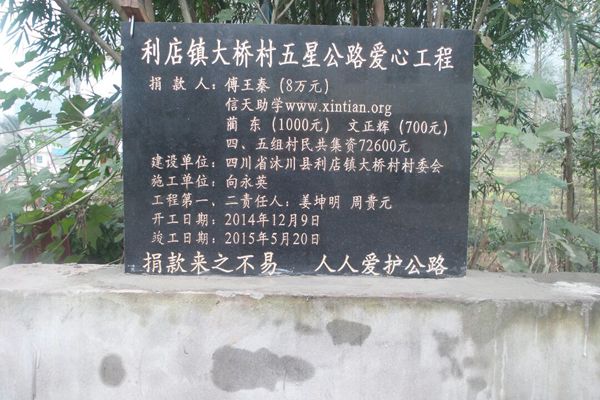 利店镇大桥村五星公路爱心工程
捐款人：傅王秦（8万元）
信天助学www.xintian.org
蔺东（1000元） 文正辉（700元）
四、五组村民共集资72600元
建设单位：四川省沐川县利店镇大桥村村委会
施工单位：向永英
工程第一、二责任人：姜坤明 周贵元
开工日期：2014年12月9日
竣工日期：2015年5月20日
捐款来之不易 人人爱护公路